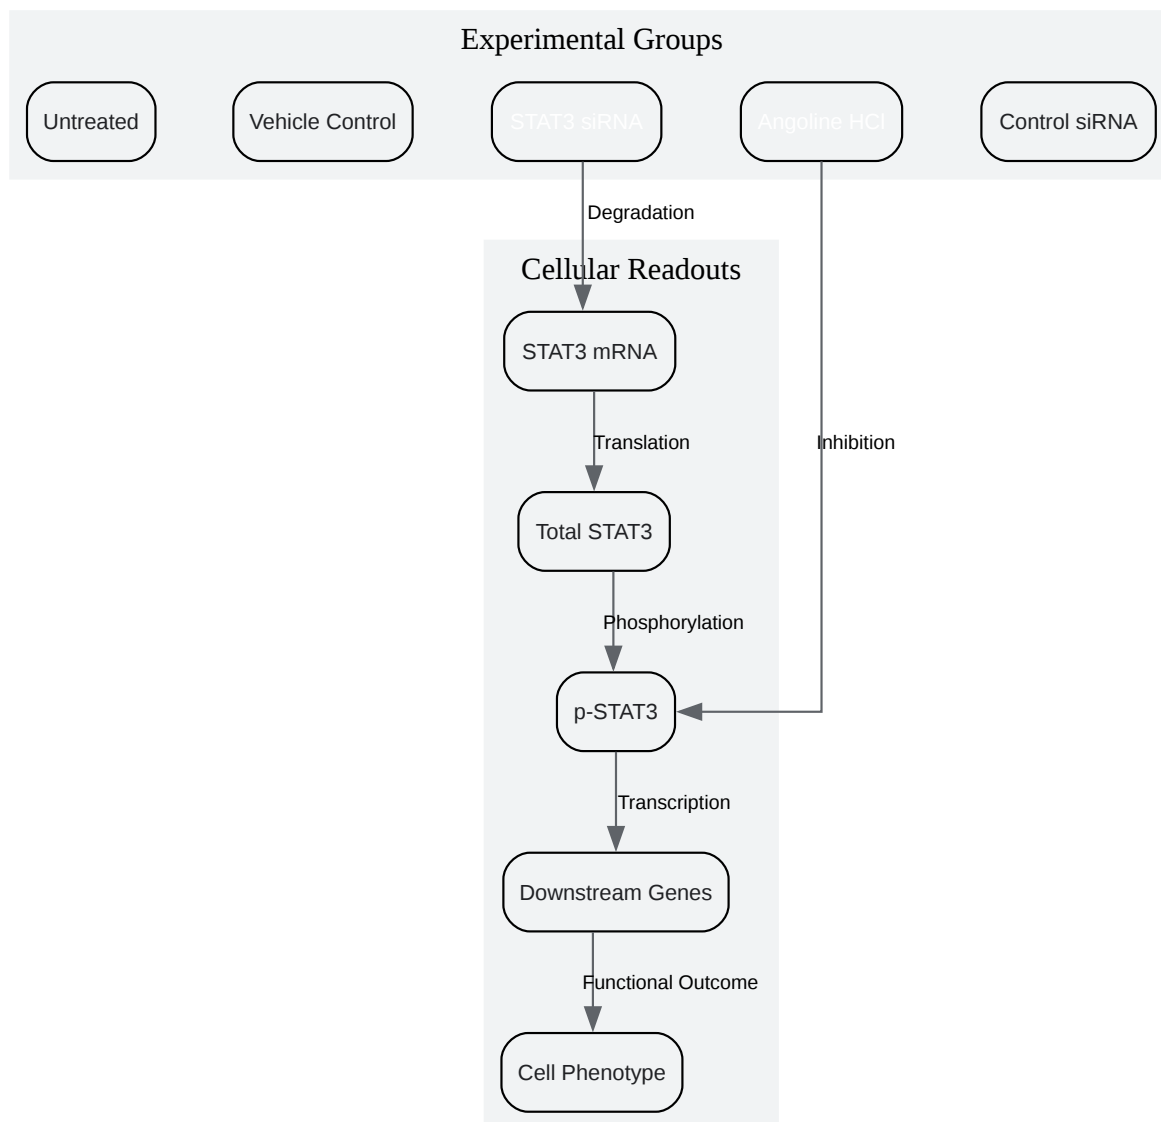 Experimental Groups
Untreated
Vehicle Control
STAT3 siRNA
Angoline HCl
Control siRNA
Degradation
Cellular Readouts
STAT3 mRNA
Translation
Inhibition
Total STAT3
Phosphorylation
p-STAT3
Transcription
Downstream Genes
Functional Outcome
Cell Phenotype